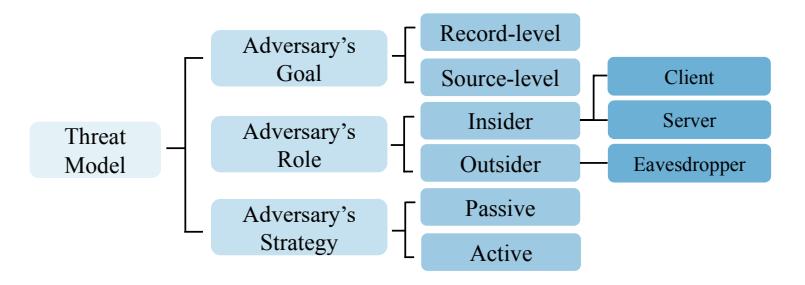 Threat
Model
Adversary's
Goal
Record-level
Source-level
Adversary's
Role
Insider
Client
Server
Outsider
Eavesdropper
Adversary's
Strategy
Passive
Active